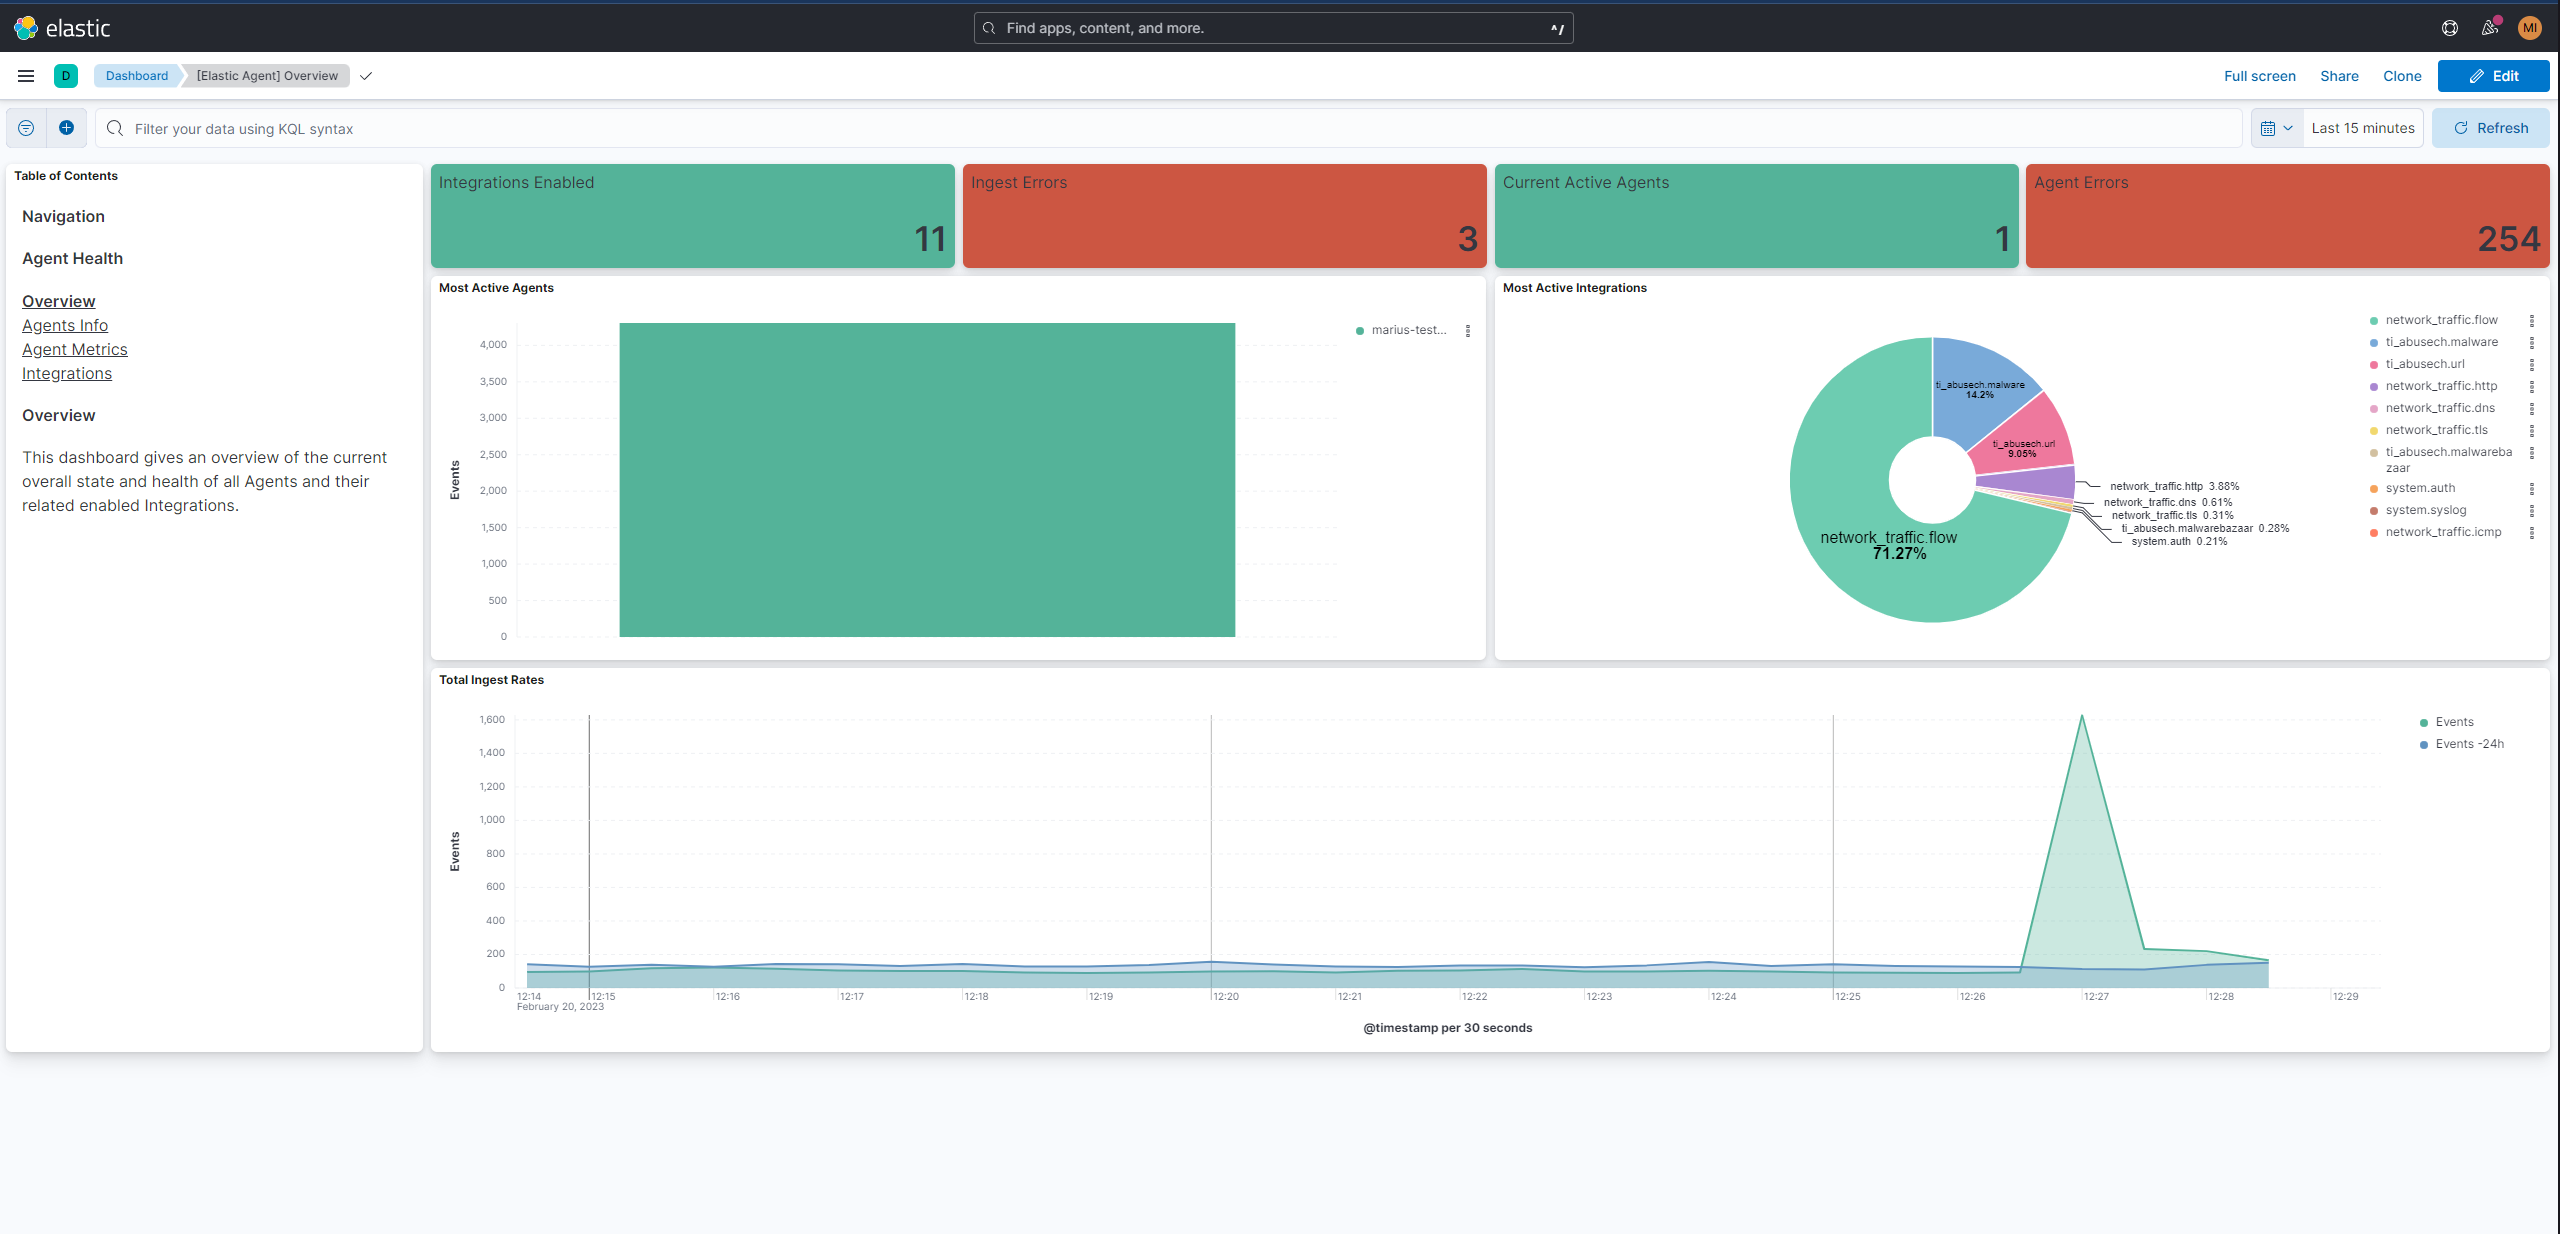 elastic
Find apps, content, and more.
^/
MI
D
Dashboard
[Elastic Agent] Overview
Full screen
Share
Clone
Edit
Filter your data using KQL syntax
Last 15 minutes
Refresh
Table of Contents
Navigation
Agent Health
Overview
Agents Info
Agent Metrics
Integrations
Overview
This dashboard gives an overview of the current
overall state and health of all Agents and their
related enabled Integrations.
Integrations Enabled
11
Ingest Errors
3
Current Active Agents
1
Agent Errors
254
Most Active Agents
Events
4,000
3,500
3,000
2,500
2,000
1,500
1,000
500
0
marius-test...
Most Active Integrations
ti_abusech.malware
14.2%
ti_abusech.url
9.05%
network_traffic.http 3.88%
network_traffic.dns 0.61%
network_traffic.tls 0.31%
ti_abusech.malwarebazaar 0.28%
system.auth 0.21%
network_traffic.flow
71.27%
network_traffic.flow
ti_abusech.malware
ti_abusech.url
network_traffic.http
network_traffic.dns
network_traffic.tls
ti_abusech.malwareba
zaar
system.auth
system.syslog
network_traffic.icmp
Total Ingest Rates
Events
1,600
1,400
1,200
1,000
800
600
400
200
0
12:14
12:15
12:16
12:17
12:18
12:19
12:20
12:21
12:22
12:23
12:24
12:25
12:26
12:27
12:28
12:29
February 20, 2023
@timestamp per 30 seconds
Events
Events -24h